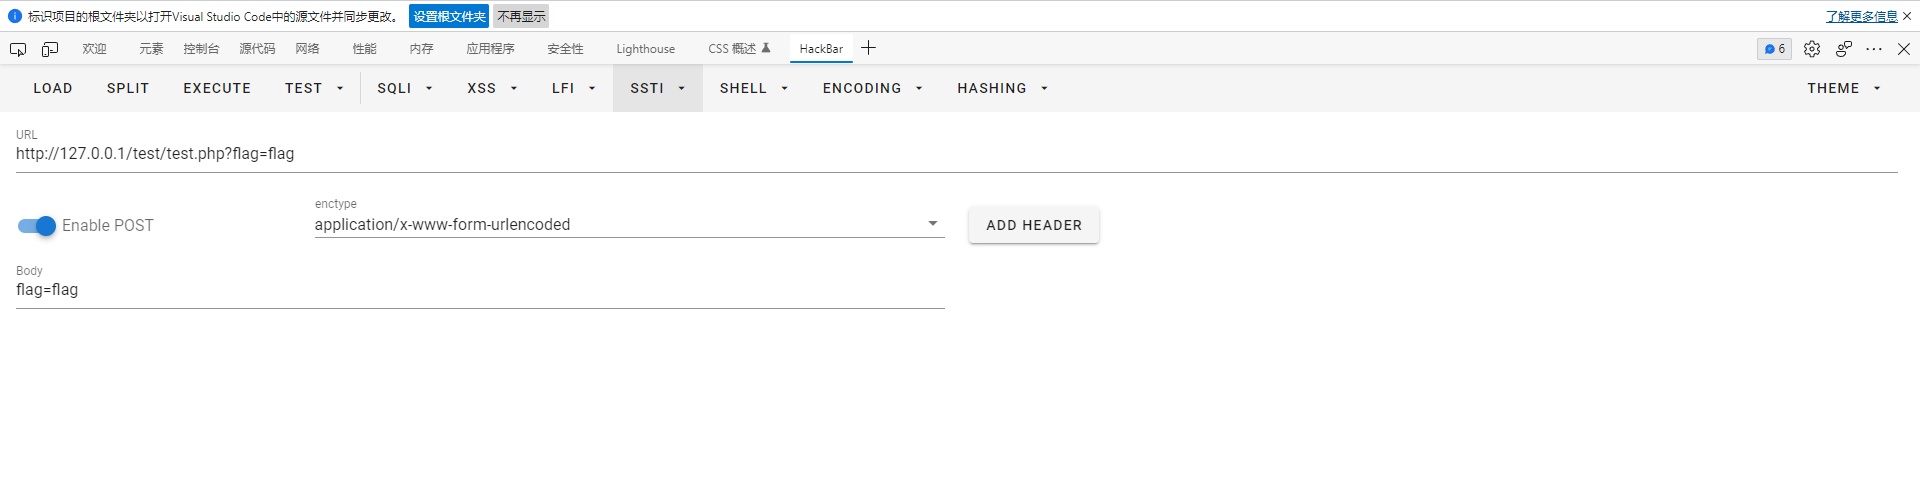 标识项目的根文件夹以打开Visual Studio Code中的源文件并同步更改。 设置根文件夹 不再显示 了解更多信息
欢迎 元素 控制台 源代码 网络 性能 内存 应用程序 安全性 Lighthouse CSS 概述 HackBar 6
LOAD SPLIT EXECUTE TEST SQLI XSS LFI SSTI SHELL ENCODING HASHING THEME
URL
http://127.0.0.1/test/test.php?flag=flag
enctype
Enable POST application/x-www-form-urlencoded ADD HEADER
Body
flag=flag